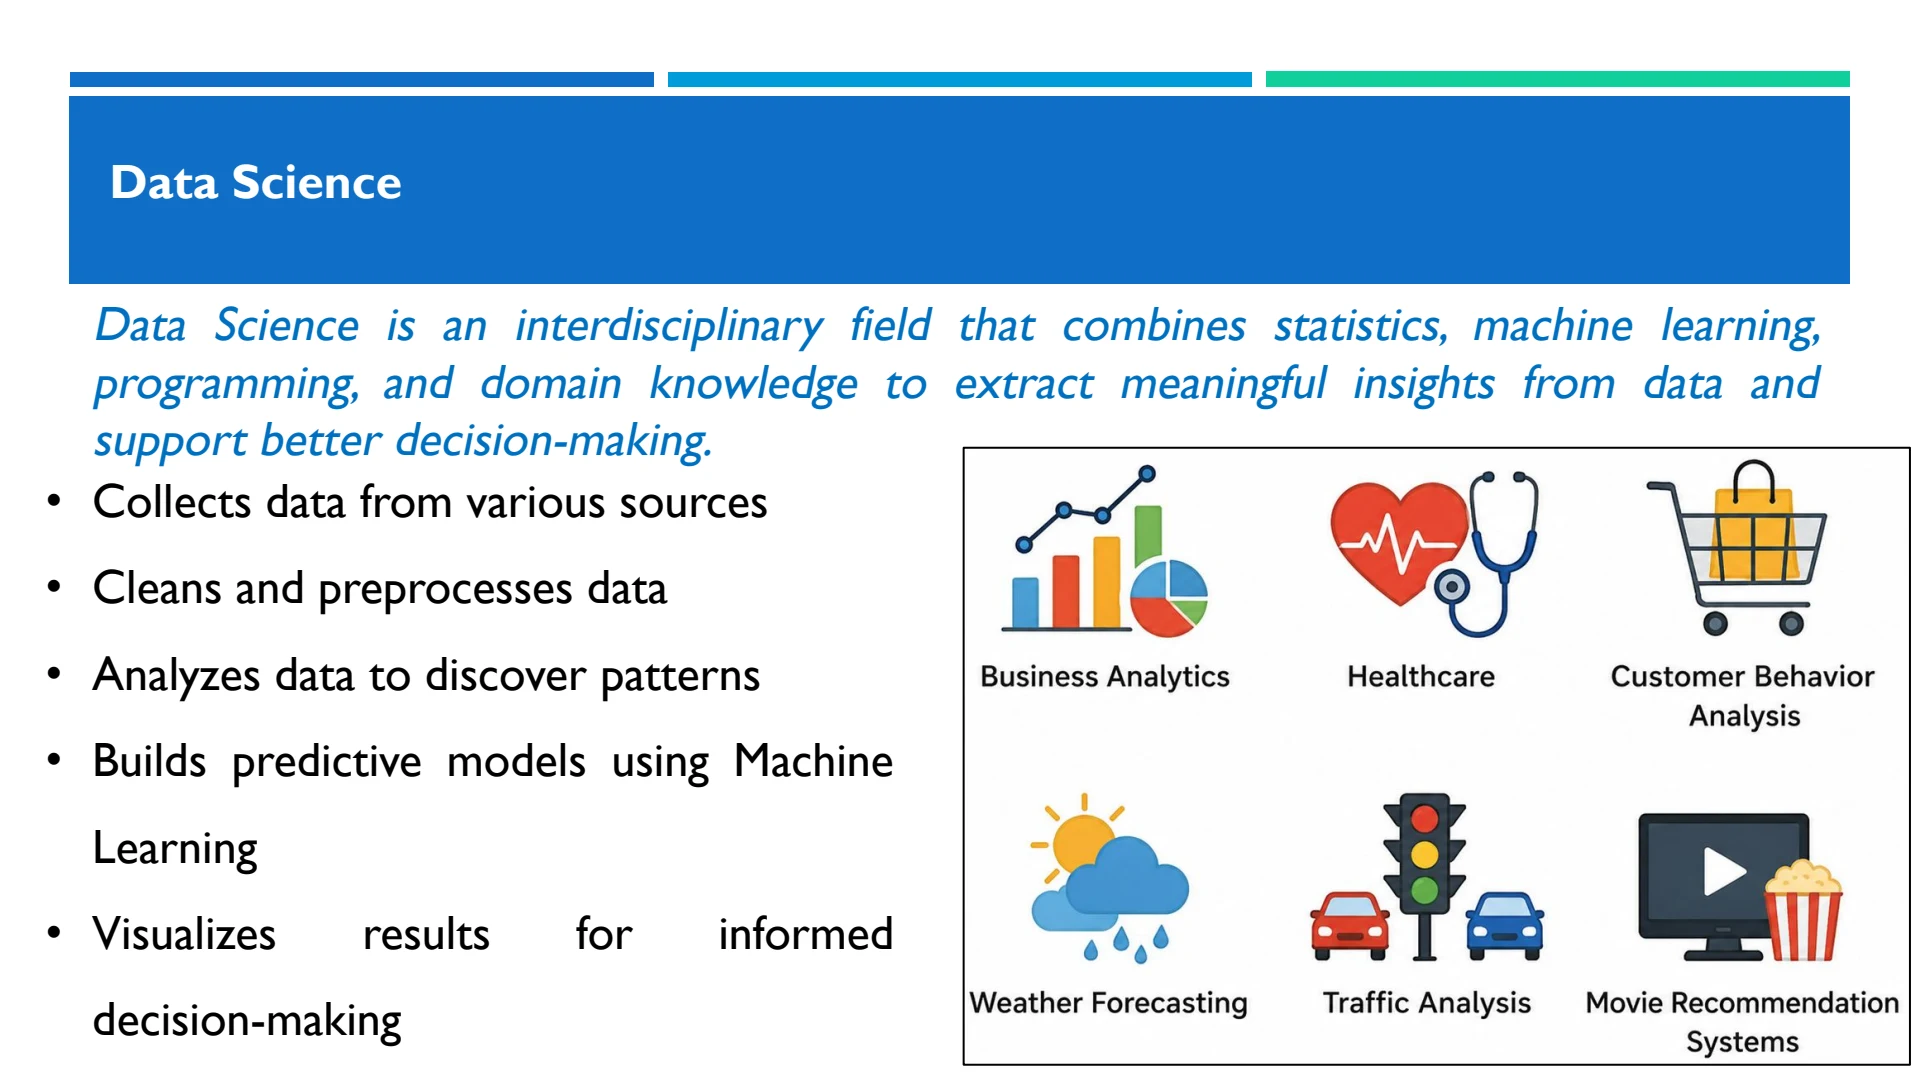 Data Science
Data Science is an interdisciplinary field that combines statistics, machine learning,
programming, and domain knowledge to extract meaningful insights from data and
support better decision-making.
• Collects data from various sources
• Cleans and preprocesses data
• Analyzes data to discover patterns
• Builds predictive models using Machine
Learning
• Visualizes results for informed
decision-making
Business Analytics
Healthcare
Customer Behavior
Analysis
Weather Forecasting
Traffic Analysis
Movie Recommendation
Systems